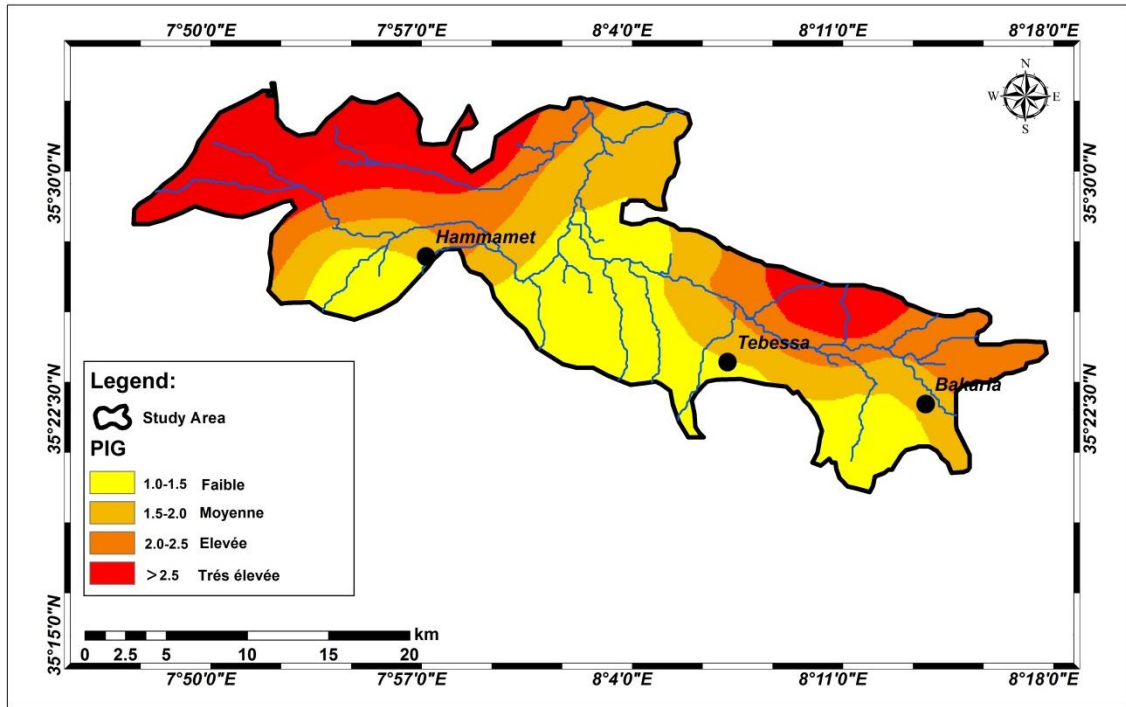 7°50'0"E 7°57'0"E 8°4'0"E 8°11'0"E 8°18'0"E
N
W E
S
35°30'0"N 35°30'0"N
Hammamet
Tebessa
Bakaria
35°22'30"N 35°22'30"N
Legend:
Study Area
PIG
1.0-1.5 Faible
1.5-2.0 Moyenne
2.0-2.5 Elevée
>2.5 Trés élevée
km
0 2.5 5 10 15 20
35°15'0"N 35°15'0"N
7°50'0"E 7°57'0"E 8°4'0"E 8°11'0"E 8°18'0"E